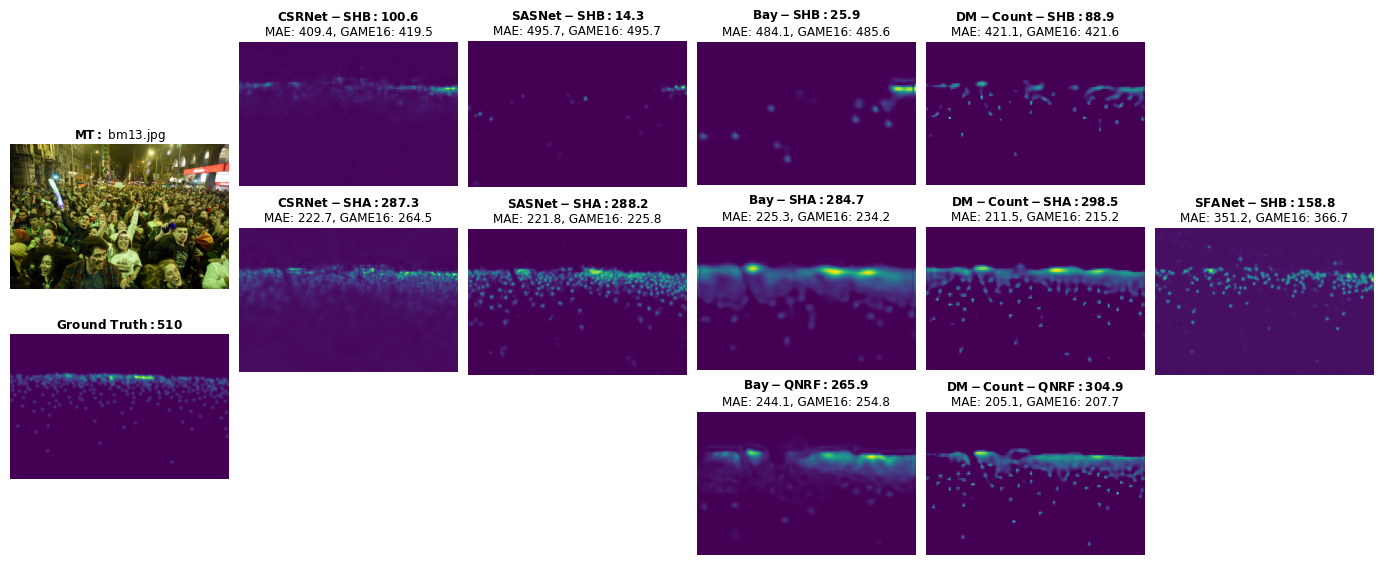 CSRNet − SHB : 100.6
MAE: 409.4, GAME16: 419.5
SASNet − SHB : 14.3
MAE: 495.7, GAME16: 495.7
Bay − SHB : 25.9
MAE: 484.1, GAME16: 485.6
DM − Count − SHB : 88.9
MAE: 421.1, GAME16: 421.6
MT : bm13.jpg
CSRNet − SHA : 287.3
MAE: 222.7, GAME16: 264.5
SASNet − SHA : 288.2
MAE: 221.8, GAME16: 225.8
Bay − SHA : 284.7
MAE: 225.3, GAME16: 234.2
DM − Count − SHA : 298.5
MAE: 211.5, GAME16: 215.2
SFANet − SHB : 158.8
MAE: 351.2, GAME16: 366.7
Ground Truth : 510
Bay − QNRF : 265.9
MAE: 244.1, GAME16: 254.8
DM − Count − QNRF : 304.9
MAE: 205.1, GAME16: 207.7